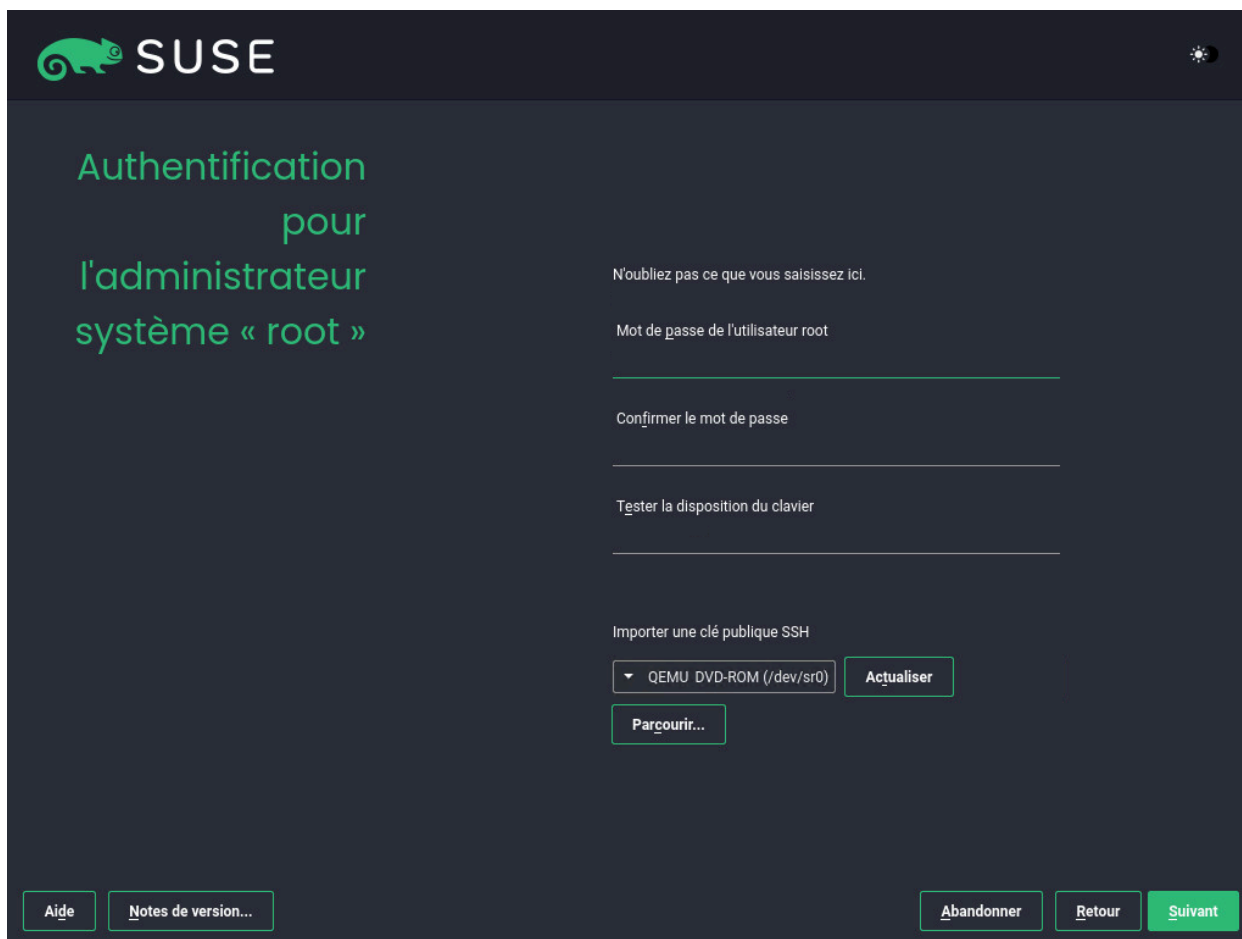 SUSE
Authentification
pour
l'administrateur
système « root »
N'oubliez pas ce que vous saisissez ici.
Mot de passe de l'utilisateur root
Confirmer le mot de passe
Tester la disposition du clavier
Importer une clé publique SSH
QEMU DVD-ROM (/dev/sr0)
Actualiser
Parcourir...
Aide
Notes de version...
Abandonner
Retour
Suivant